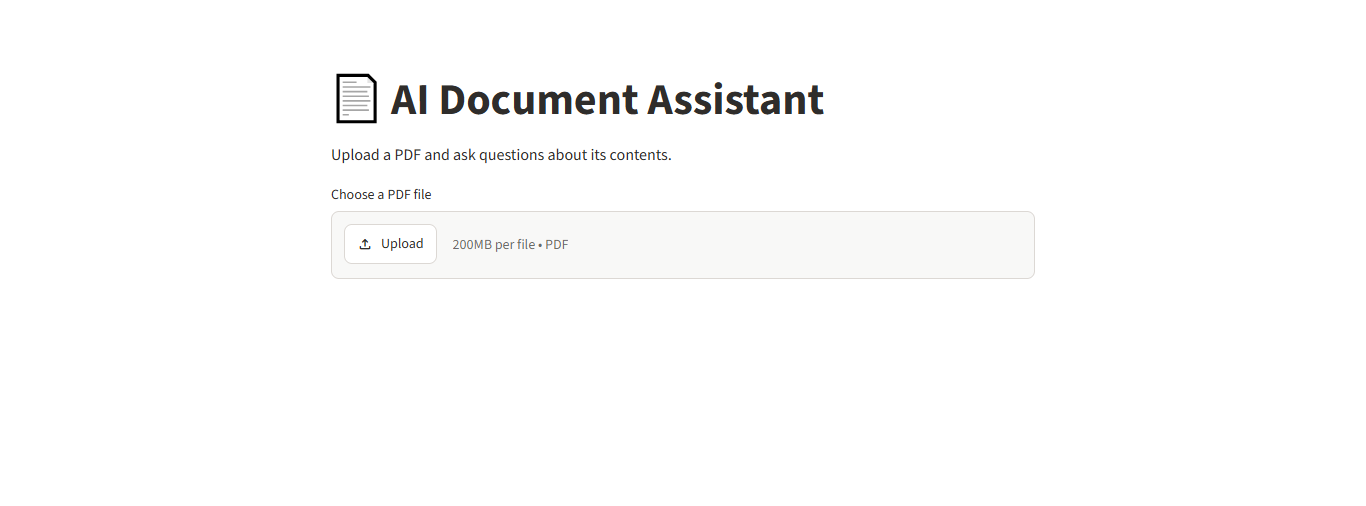 AI Document Assistant
Upload a PDF and ask questions about its contents.
Choose a PDF file
Upload 200MB per file • PDF